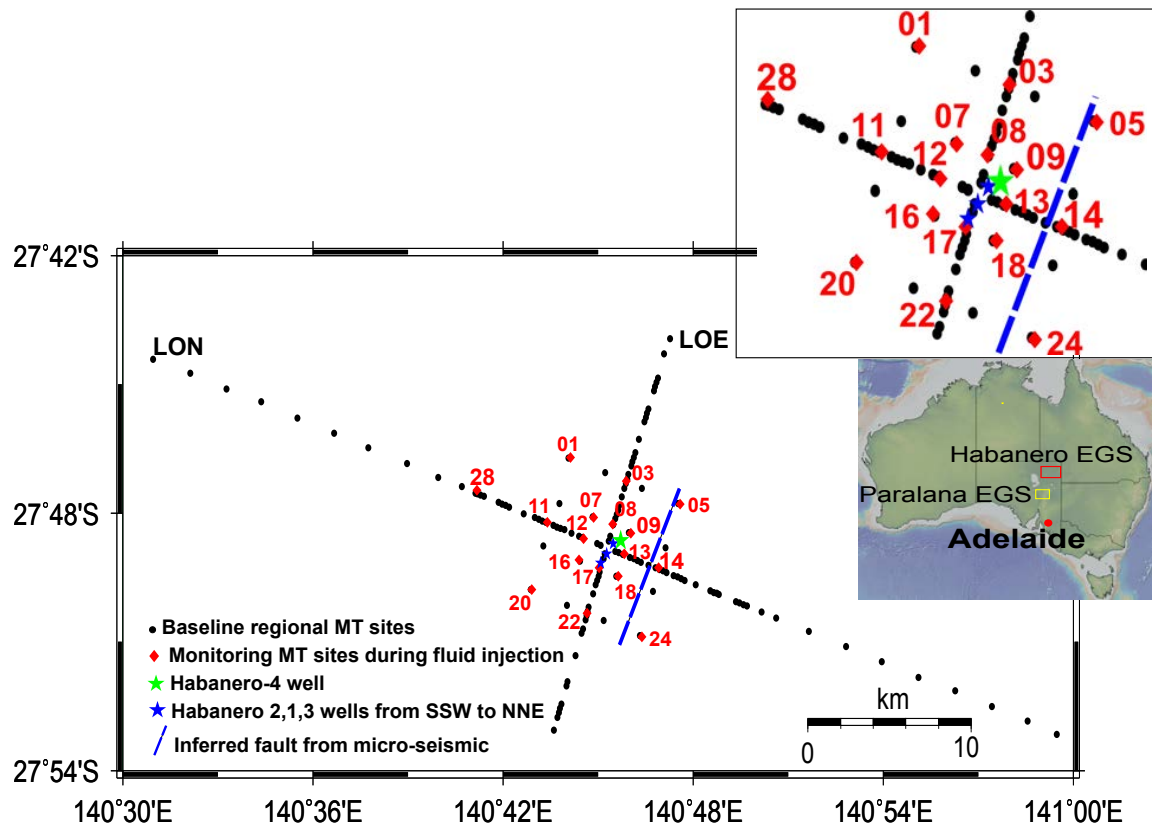 01
03
28
05
07
08
11
12
09
13
14
16
17
18
20
22
24
27°42'S
LON
LOE
01
03
28
05
07
11
08
12
09
13
14
16
17
18
20
22
24
27°48'S
Habanero EGS
Paralana EGS
Adelaide
Baseline regional MT sites
Monitoring MT sites during fluid injection
Habanero-4 well
Habanero 2,1,3 wells from SSW to NNE
Inferred fault from micro-seismic
km
0
10
27°54'S
140°30'E
140°36'E
140°42'E
140°48'E
140°54'E
141°00'E